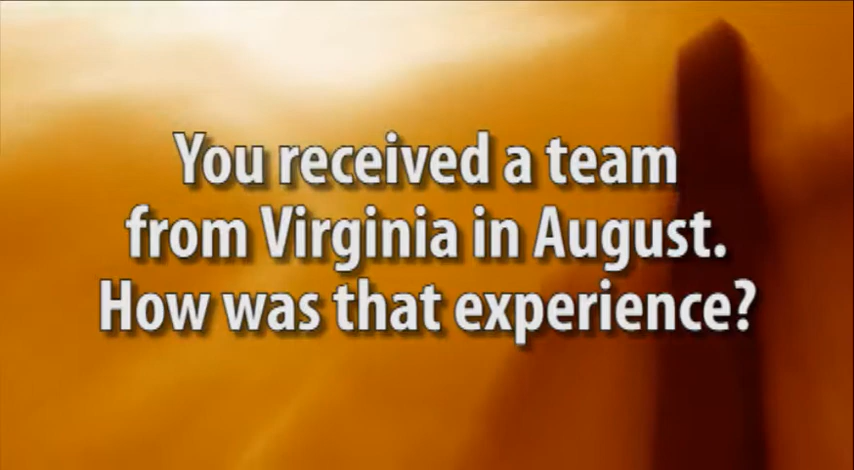 You received a team
from Virginia in August.
How was that experience?